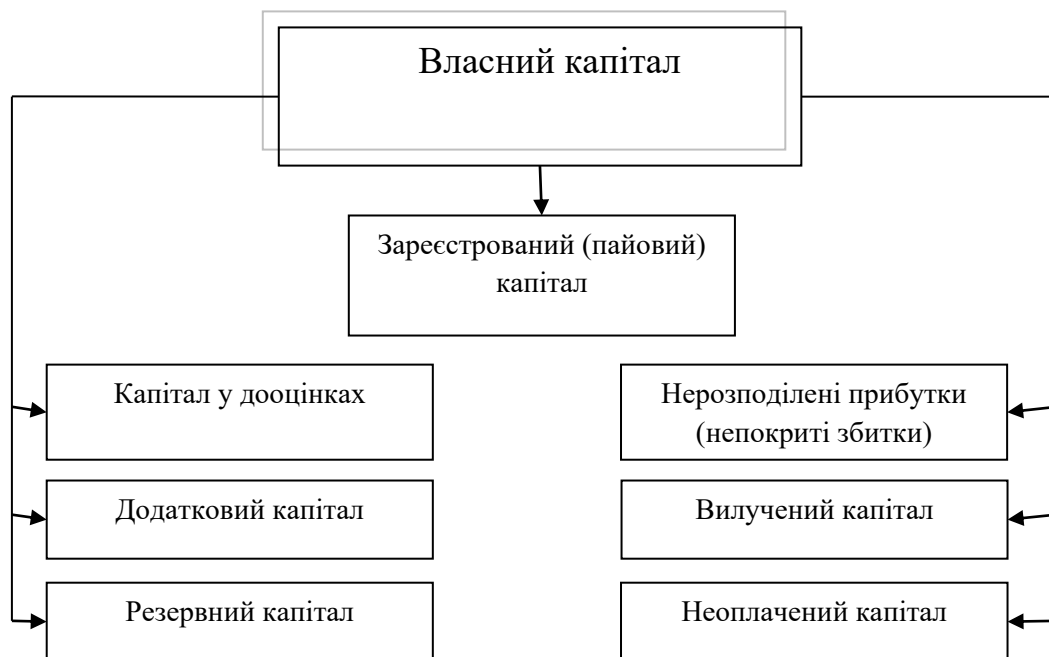 Власний капітал
Зареєстрований (пайовий)
капітал
Капітал у дооцінках
Нерозподілені прибутки
(непокриті збитки)
Додатковий капітал
Вилучений капітал
Резервний капітал
Неоплачений капітал